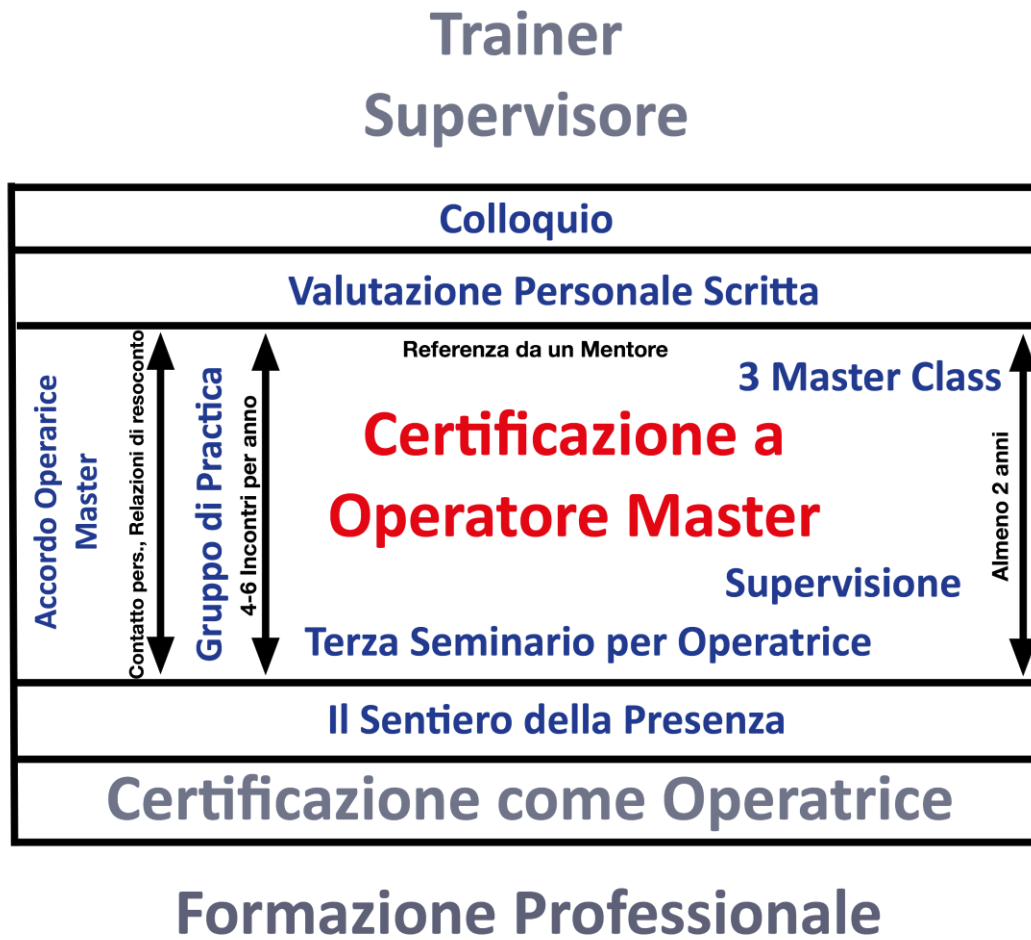 Trainer
Supervisore
Colloquio
Valutazione Personale Scritta
Accordo Operarice
Master
Contatto pers., Relazioni di resoconto
Gruppo di Practica
4-6 Incontri per anno
Referenza da un Mentore
3 Master Class
Certificazione a
Operatore Master
Supervisione
Terza Seminario per Operatrice
Almeno 2 anni
Il Sentiero della Presenza
Certificazione come Operatrice
Formazione Professionale